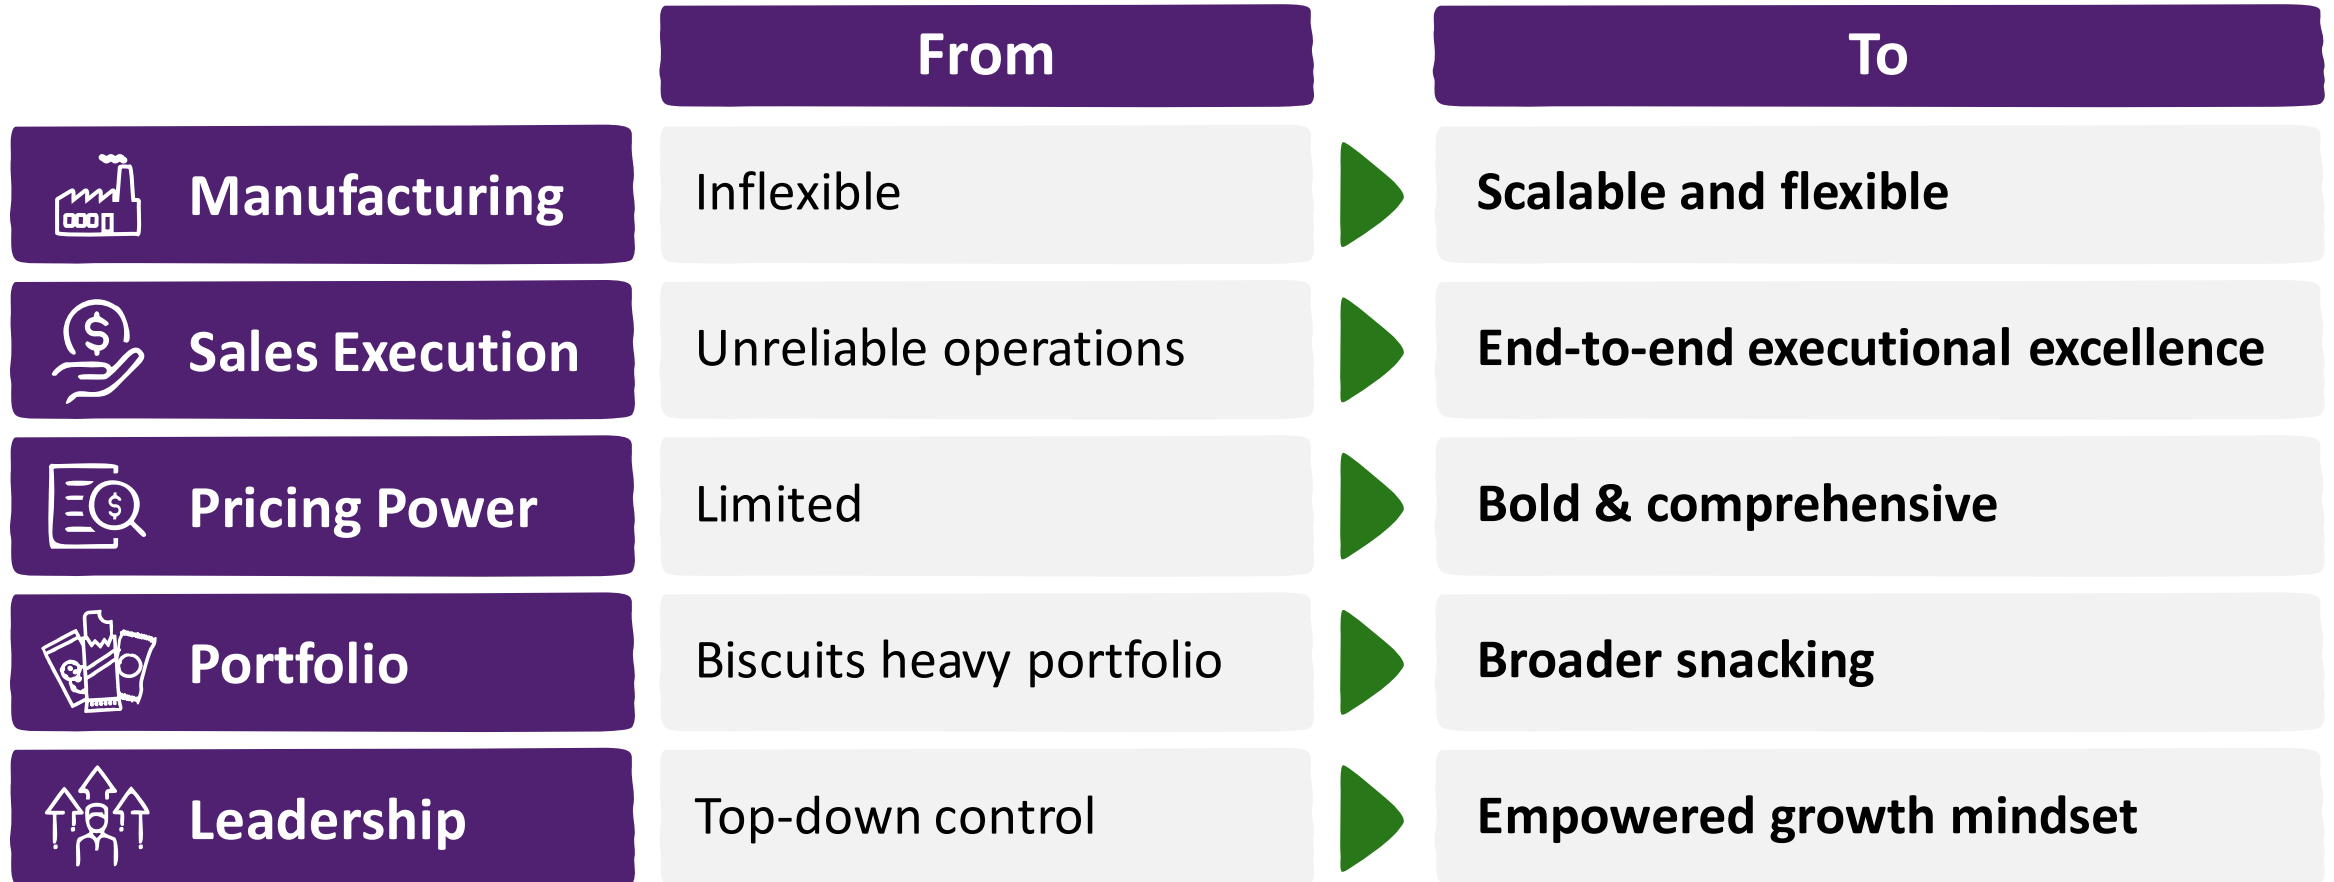 From To
Manufacturing Inflexible Scalable and flexible
Sales Execution Unreliable operations End-to-end executional excellence
Pricing Power Limited Bold & comprehensive
Portfolio Biscuits heavy portfolio Broader snacking
Leadership Top-down control Empowered growth mindset